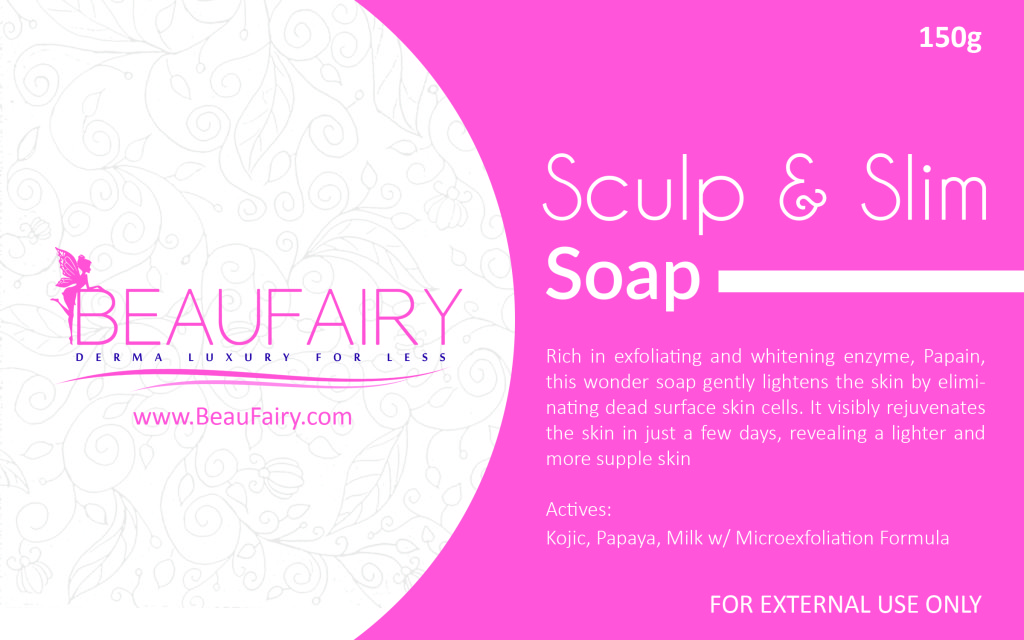 BEAUFAIRY
DERMA LUXURY FOR LESS
www.BeauFairy.com
150g
Sculp & Slim
Soap
Rich in exfoliating and whitening enzyme, Papain,
this wonder soap gently lightens the skin by elimi-
nating dead surface skin cells. It visibly rejuvenates
the skin in just a few days, revealing a lighter and
more supple skin
Actives:
Kojic, Papaya, Milk w/ Microexfoliation Formula
FOR EXTERNAL USE ONLY